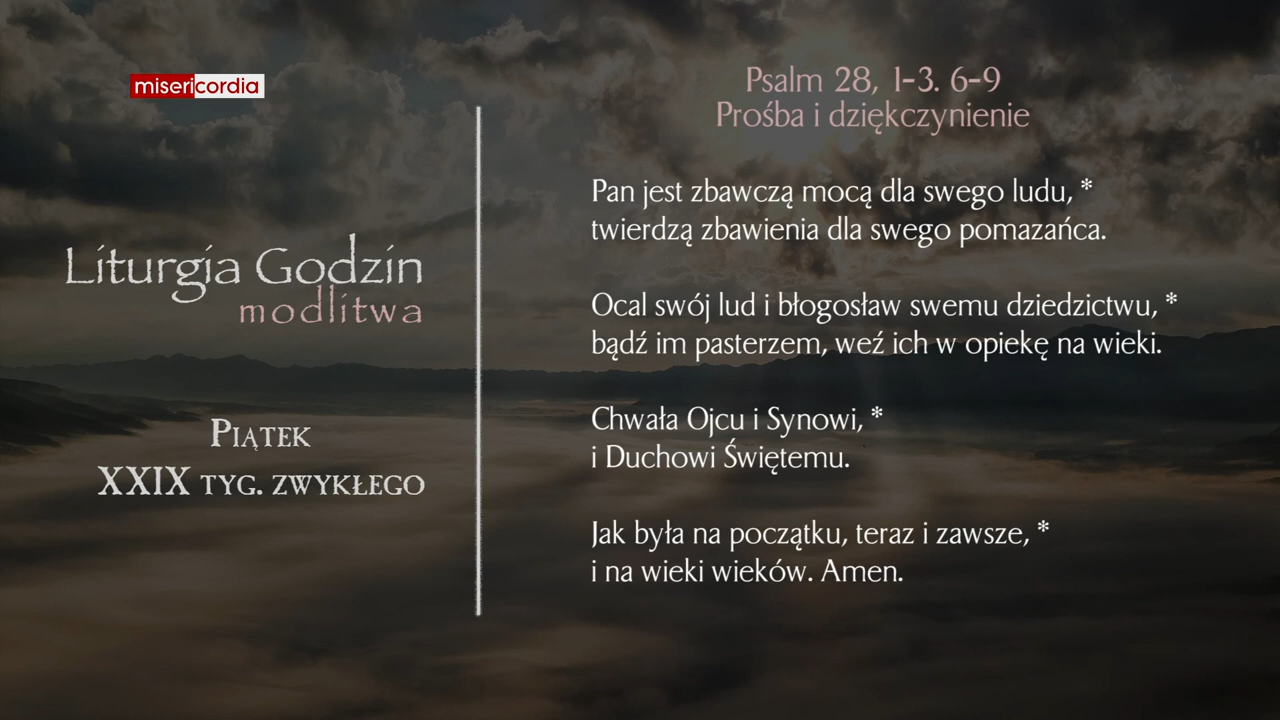 misericordia
Liturgia Godzin
modlitwa
Piątek
XXIX tyg. zwykłego
Psalm 28, 1-3. 6-9
Prośba i dziękczynienie
Pan jest zbawczą mocą dla swego ludu, *
twierdzą zbawienia dla swego pomazańca.
Ocal swój lud i błogosław swemu dziedzictwu, *
bądź im pasterzem, weź ich w opiekę na wieki.
Chwała Ojcu i Synowi, *
i Duchowi Świętemu.
Jak była na początku, teraz i zawsze, *
i na wieki wieków. Amen.